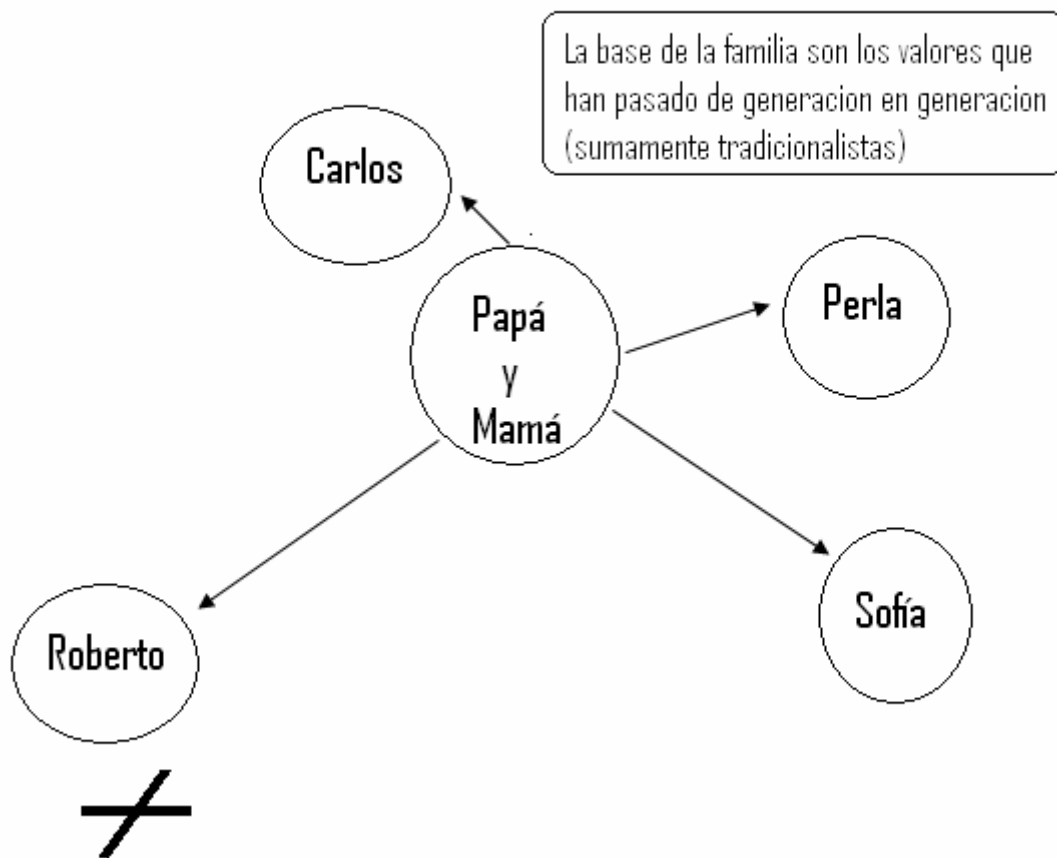 La base de la familia son los valores que
han pasado de generacion en generacion
(sumamente tradicionalistas)
Carlos
Perla
Papá
y
Mamá
Sofía
Roberto